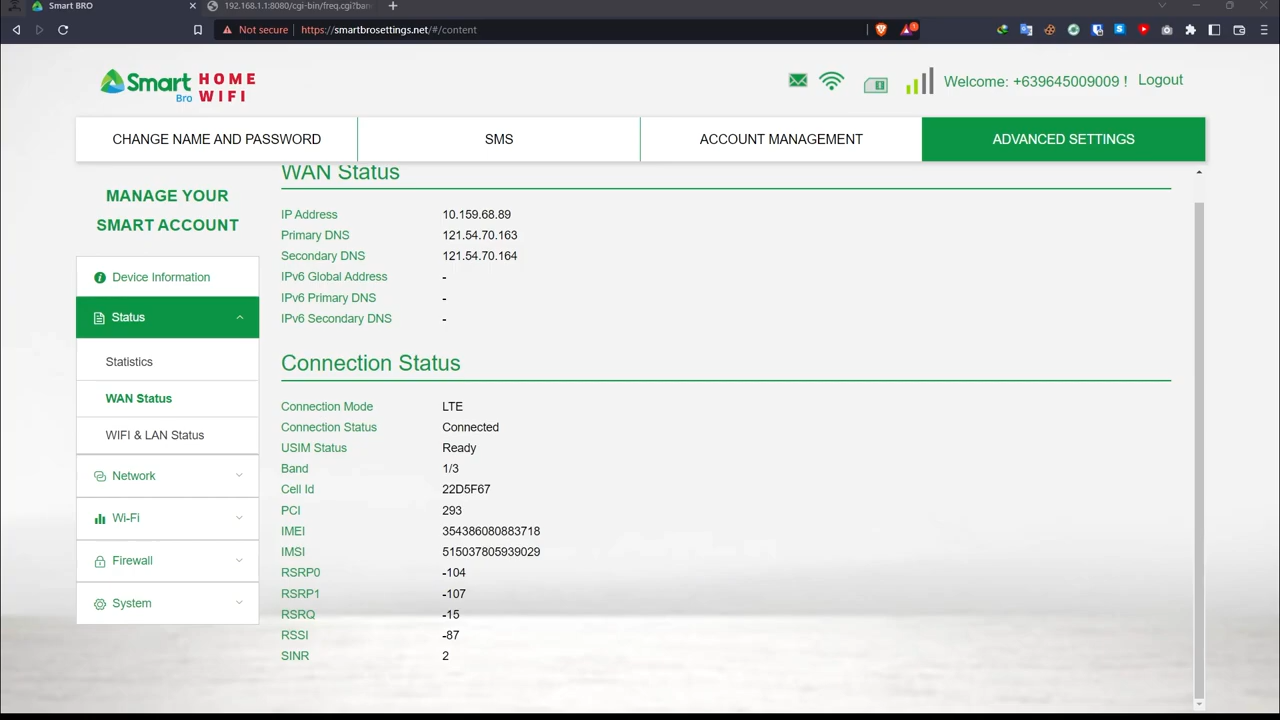 Smart BRO
192.168.1.1:8080/cgi-bin/freq.cgi?ban
Not secure
https://smartbrosettings.net/#/content
1
Smart Bro HOME WIFI
Welcome: +639645009009 !
Logout
CHANGE NAME AND PASSWORD
SMS
ACCOUNT MANAGEMENT
ADVANCED SETTINGS
MANAGE YOUR
SMART ACCOUNT
Device Information
Status
Statistics
WAN Status
WIFI & LAN Status
Network
Wi-Fi
Firewall
System
WAN Status
IP Address 10.159.68.89
Primary DNS 121.54.70.163
Secondary DNS 121.54.70.164
IPv6 Global Address -
IPv6 Primary DNS -
IPv6 Secondary DNS -
Connection Status
Connection Mode LTE
Connection Status Connected
USIM Status Ready
Band 1/3
Cell Id 22D5F67
PCI 293
IMEI 354386080883718
IMSI 515037805939029
RSRP0 -104
RSRP1 -107
RSRQ -15
RSSI -87
SINR 2